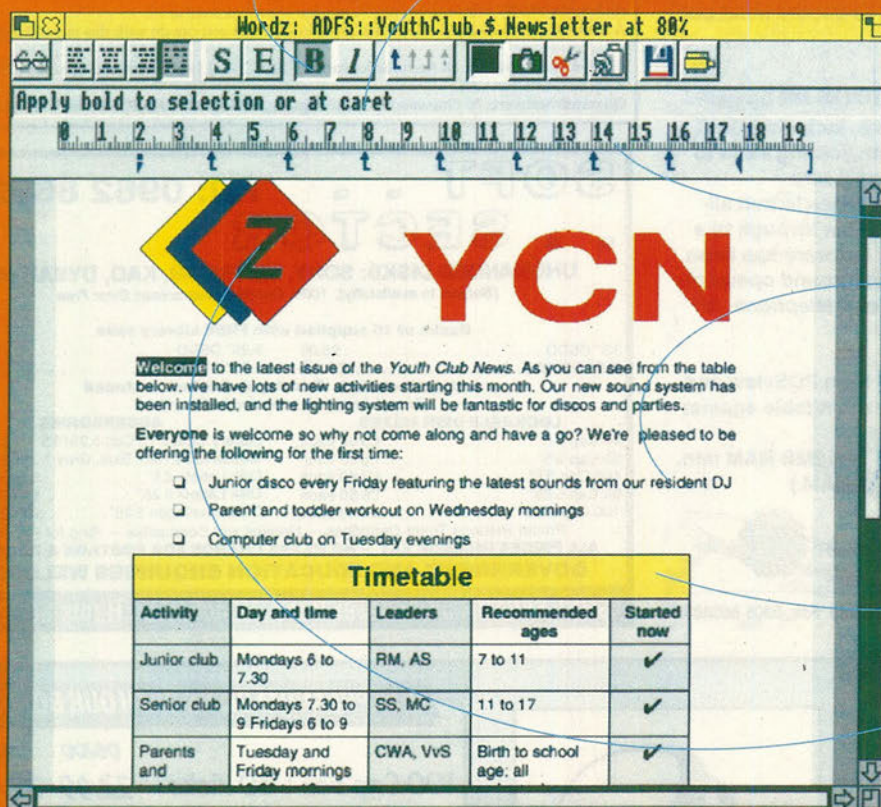 Wordz: ADFS::YouthClub.$.Newsletter at 80%
S E B I
Apply bold to selection or at caret
0 1 2 3 4 5 6 7 8 9 10 11 12 13 14 15 16 17 18 19
Z YCN
Welcome to the latest issue of the Youth Club News. As you can see from the table
below, we have lots of new activities starting this month. Our new sound system has
been installed, and the lighting system will be fantastic for discos and parties.
Everyone is welcome so why not come along and have a go? We're pleased to be
offering the following for the first time:
❑ Junior disco every Friday featuring the latest sounds from our resident DJ
❑ Parent and toddler workout on Wednesday mornings
❑ Computer club on Tuesday evenings
Timetable
Activity Day and time Leaders Recommended ages Started now
Junior club Mondays 6 to 7.30 RM, AS 7 to 11 ✔
Senior club Mondays 7.30 to 9 Fridays 6 to 9 SS, MC 11 to 17 ✔
Parents and Tuesday and Friday mornings CWA, VvS Birth to school age; all ✔